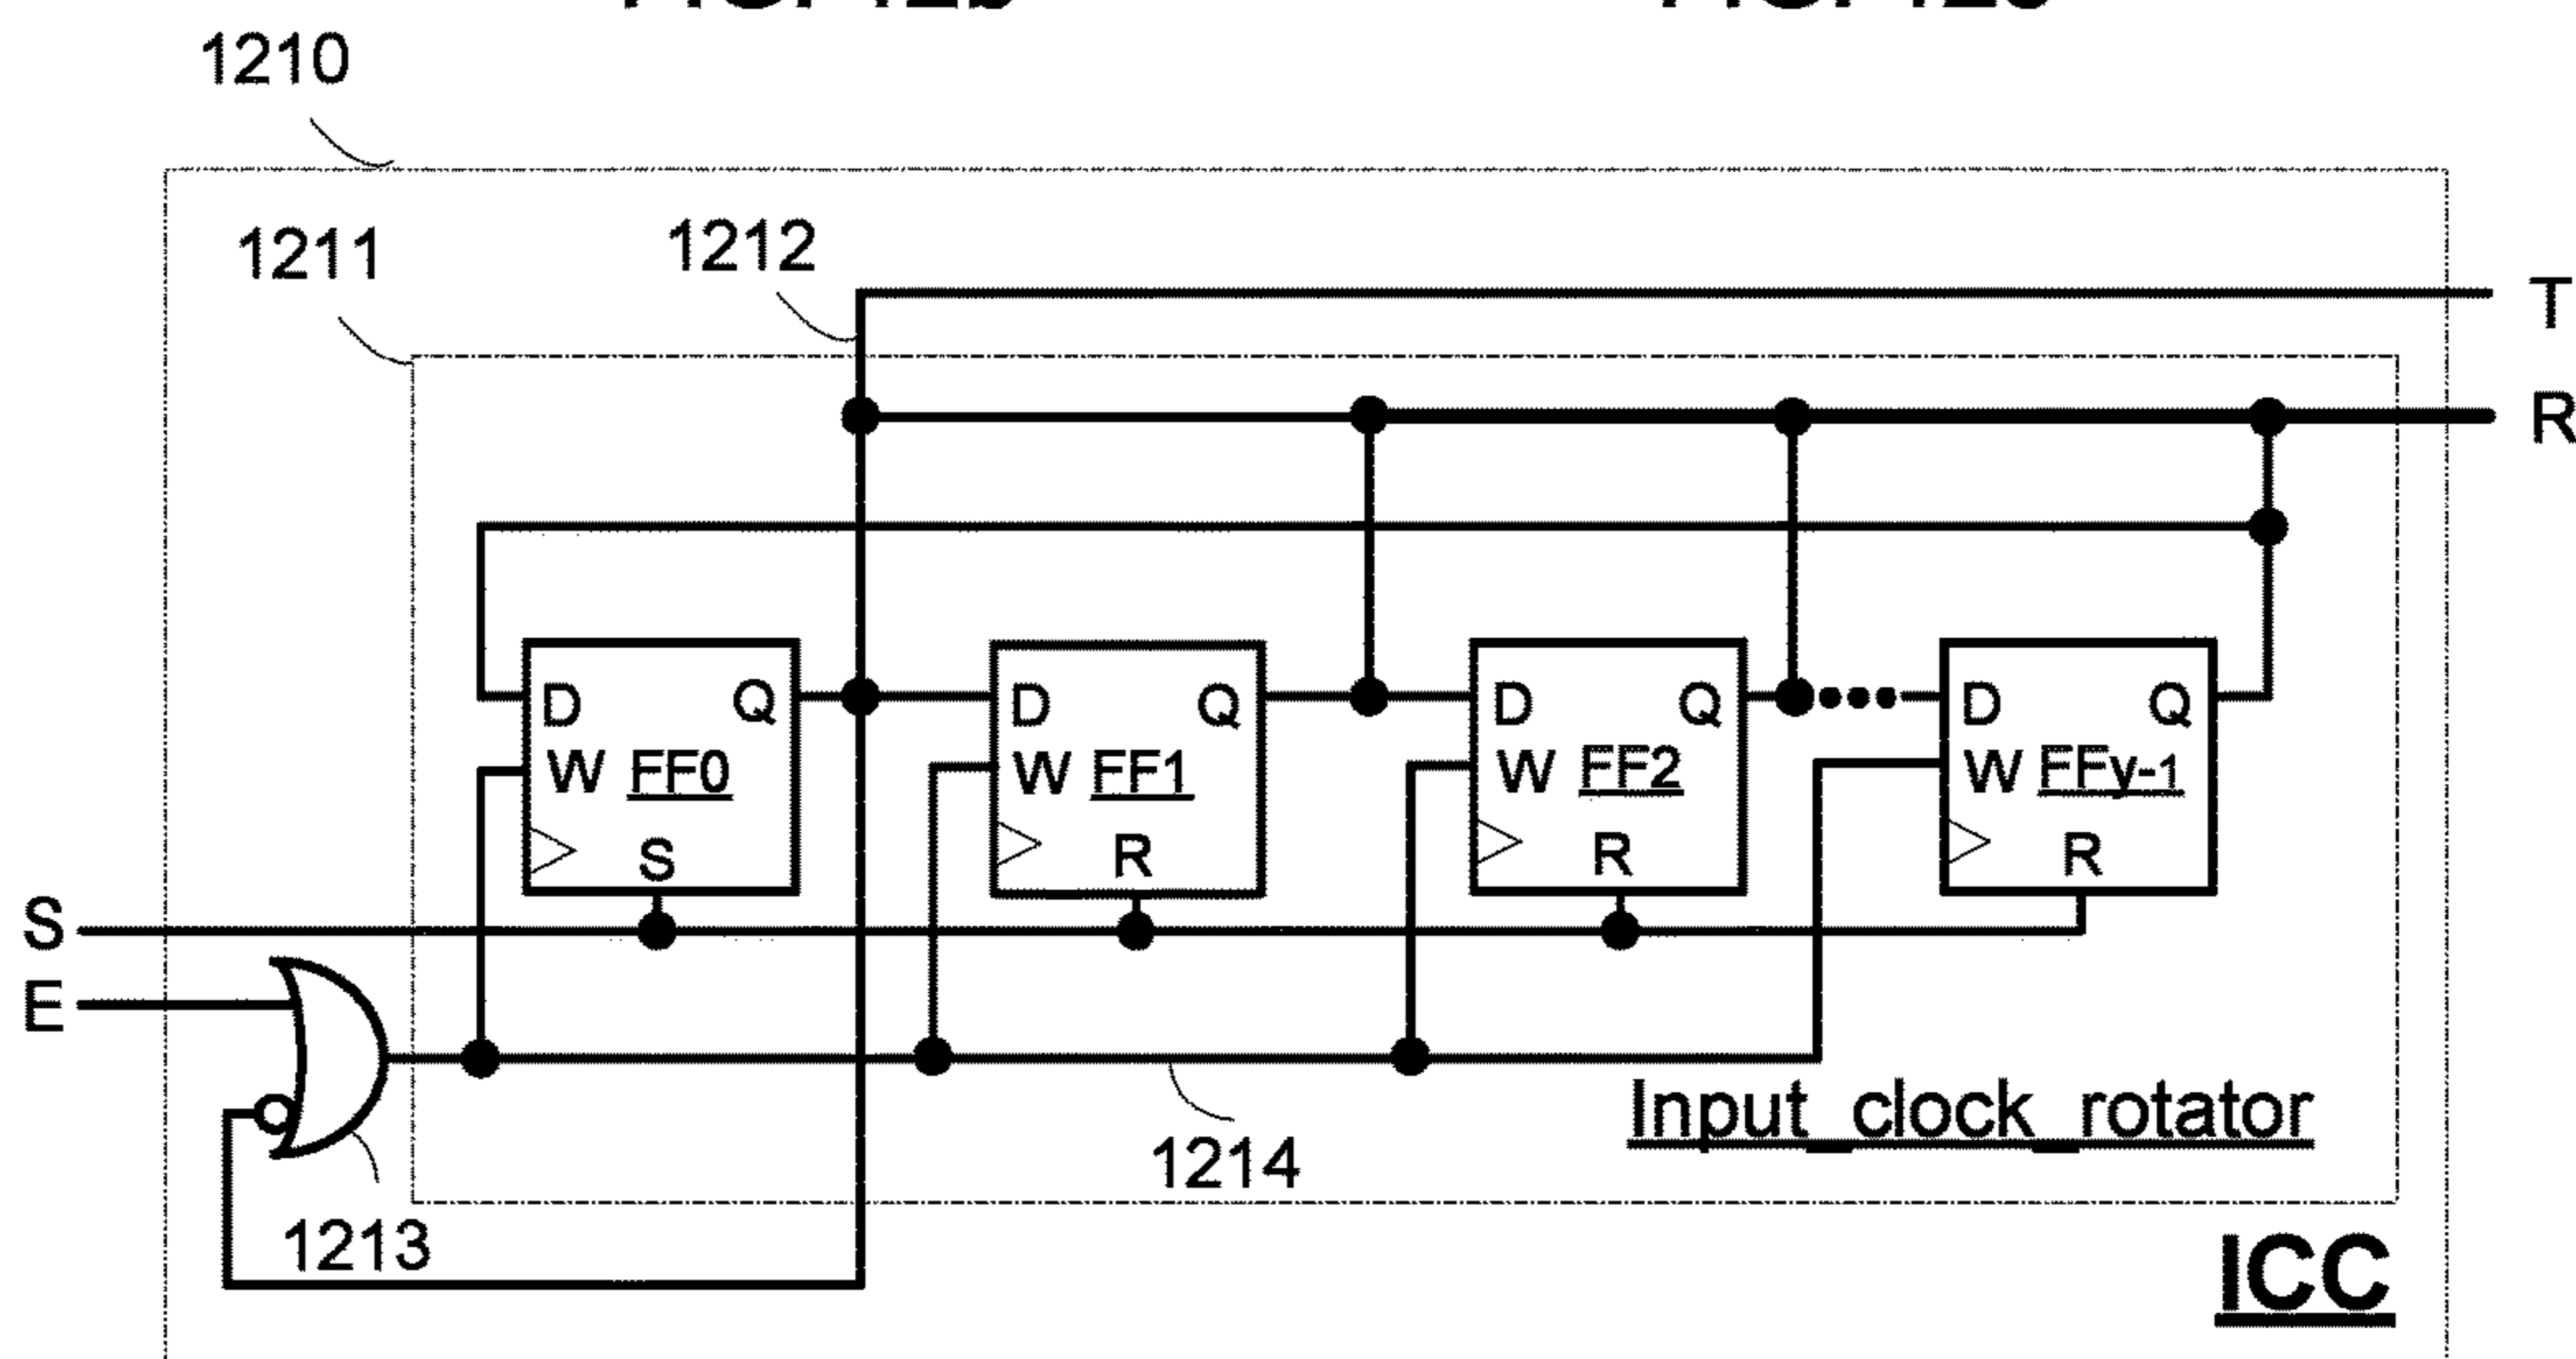 1210
1211
1212
T
R
D Q
W FF0
S
D Q
W FF1
R
D Q
W FF2
R
D Q
W FFy-1
R
S
E
1213
1214
Input_clock_rotator
ICC